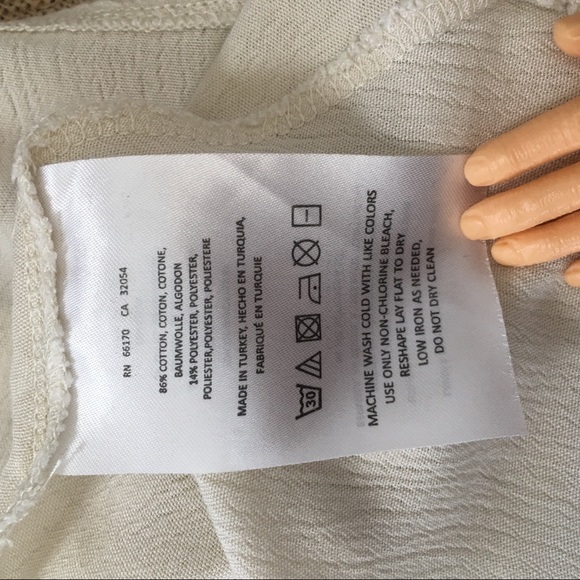 RN 66170 CA 32054
86% COTTON, COTON, COTONE,
BAUMWOLLE, ALGODON
14% POLYESTER, POLYESTER,
POLIESTER,POLYESTER, POLIESTERE
MADE IN TURKEY, HECHO EN TURQUIA,
FABRIQUÉ EN TURQUIE
30
MACHINE WASH COLD WITH LIKE COLORS
USE ONLY NON-CHLORINE BLEACH,
RESHAPE LAY FLAT TO DRY
LOW IRON AS NEEDED,
DO NOT DRY CLEAN